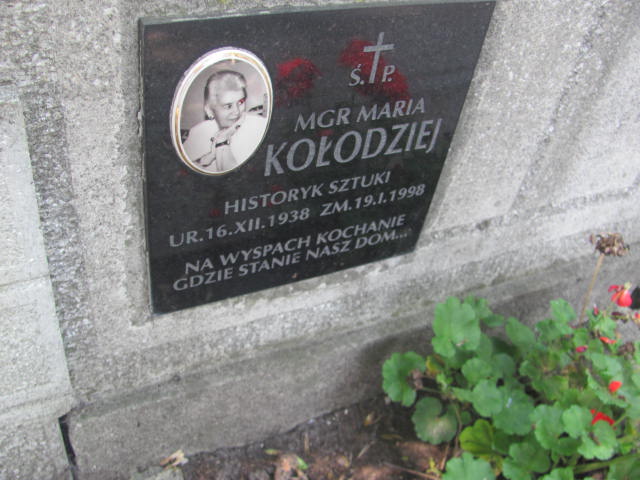 Ś.†P.
MGR MARIA
KOŁODZIEJ
HISTORYK SZTUKI
UR.16.XII.1938 ZM.19.I.1998
NA WYSPACH KOCHANIE
GDZIE STANIE NASZ DOM...